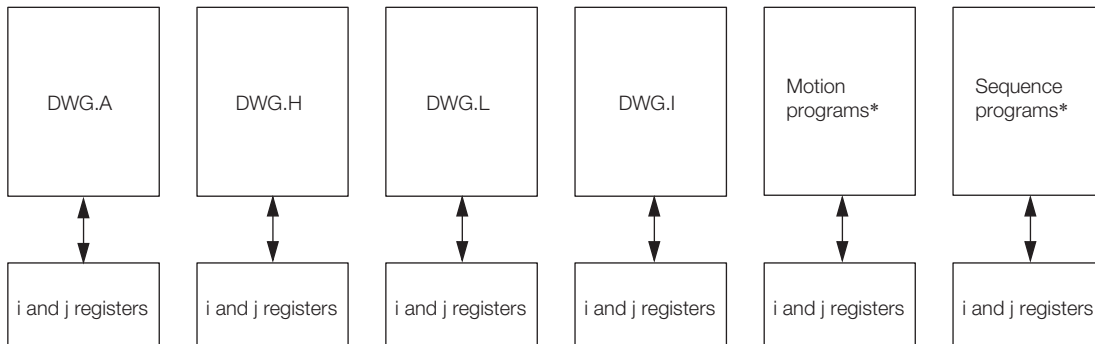 DWG.A
DWG.H
DWG.L
DWG.I
Motion
programs*
Sequence
programs*
i and j registers
i and j registers
i and j registers
i and j registers
i and j registers
i and j registers